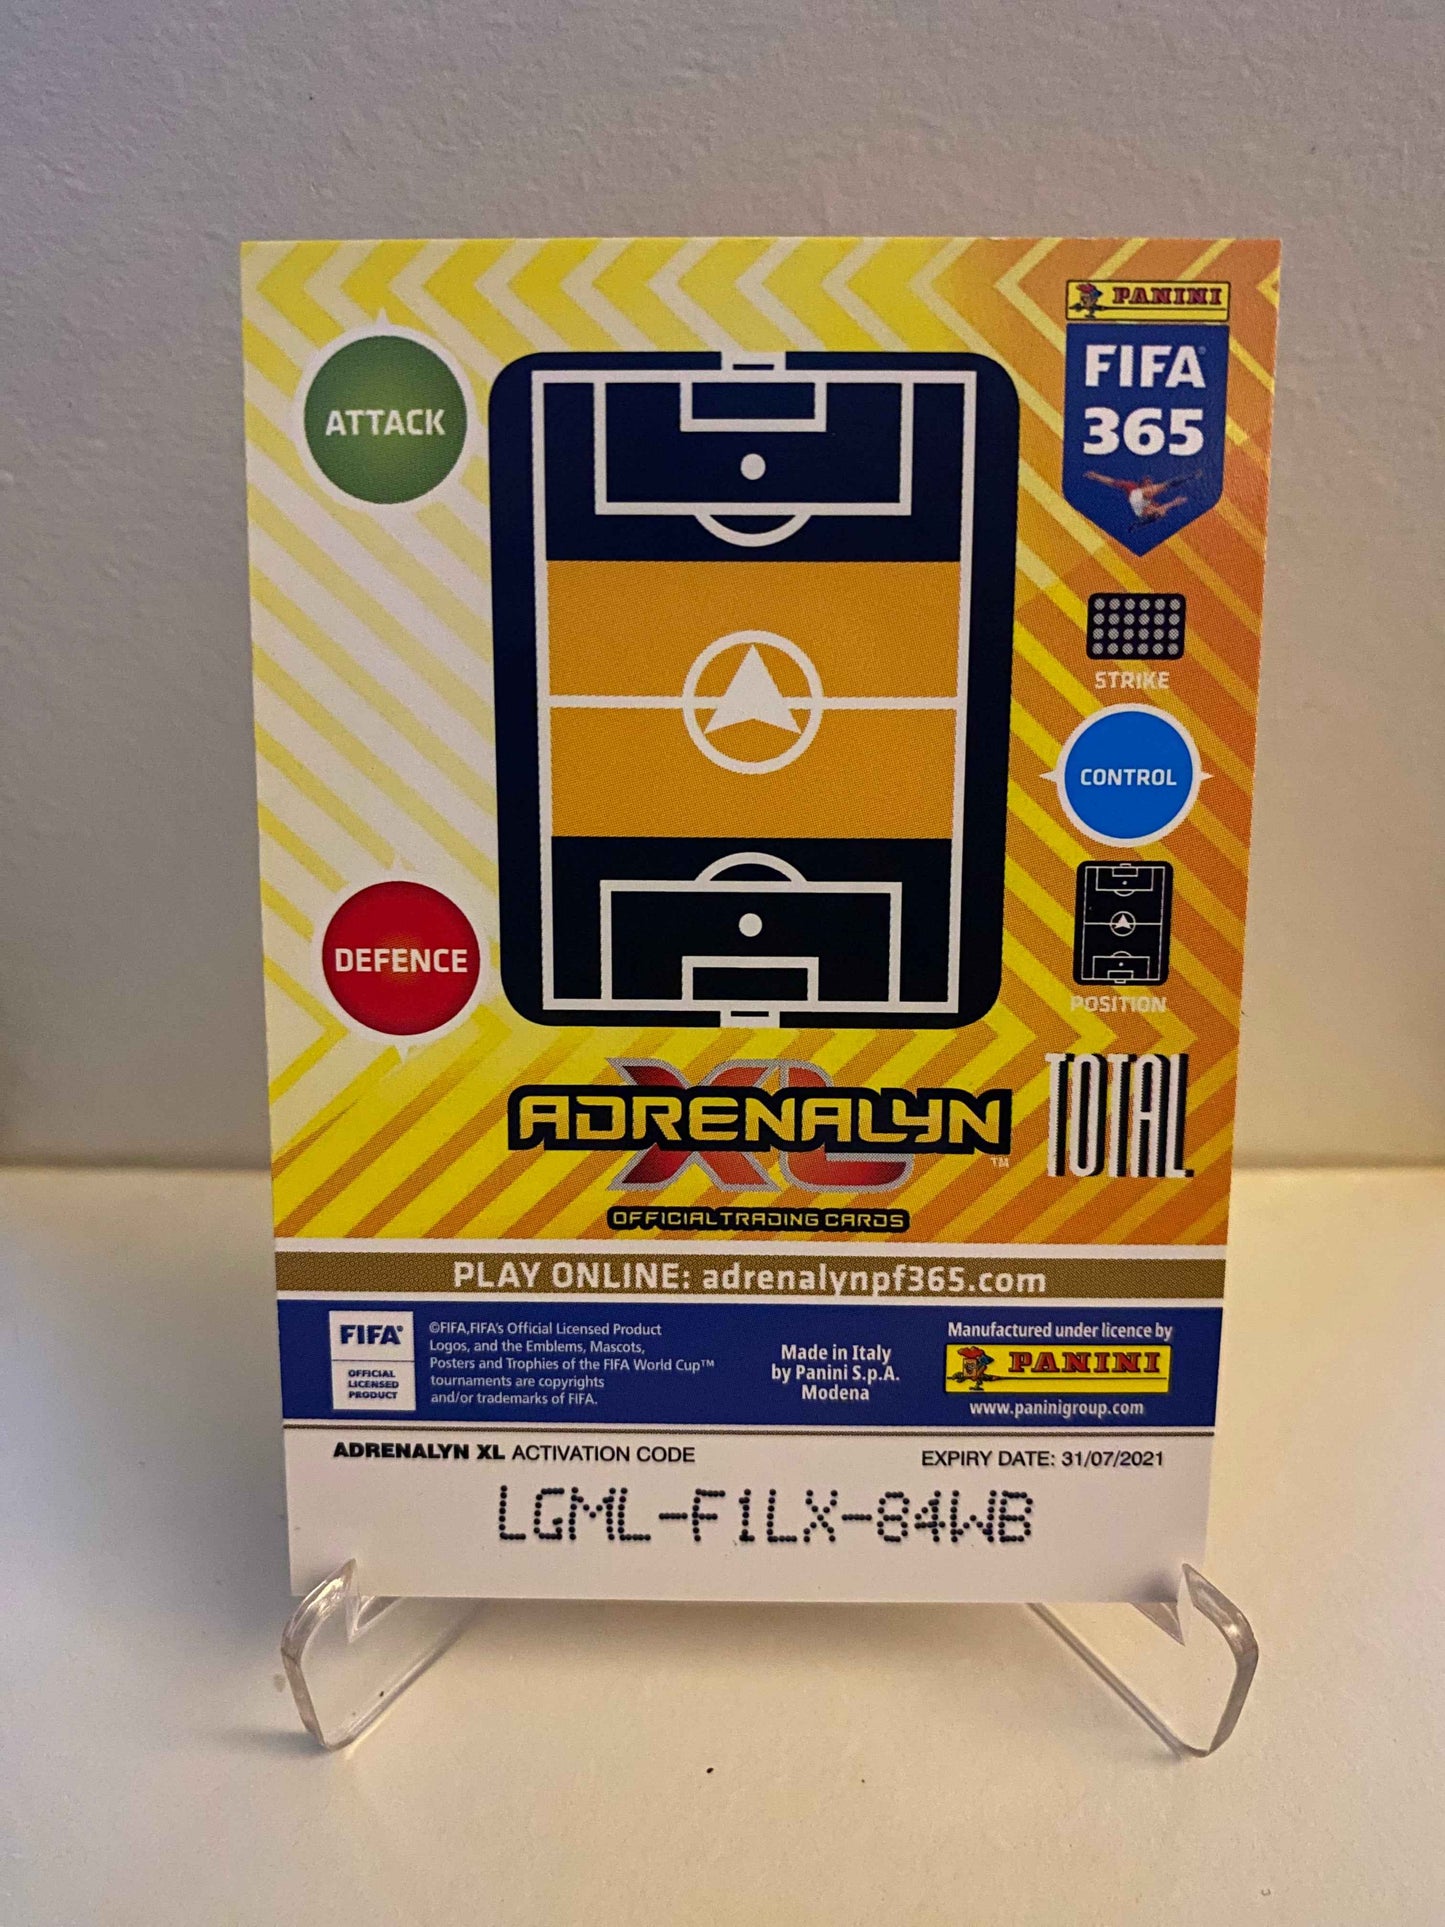 PANINI
FIFA
365
ATTACK
STRIKE
CONTROL
DEFENCE
POSITION
ADRENALYN XL™
TOTAL
OFFICIAL TRADING CARDS
PLAY ONLINE: adrenalynpf365.com
FIFA®
OFFICIAL
LICENSED
PRODUCT
©FIFA,FIFA's Official Licensed Product
Logos, and the Emblems, Mascots,
Posters and Trophies of the FIFA World Cup™
tournaments are copyrights
and/or trademarks of FIFA.
Made in Italy
by Panini S.p.A.
Modena
Manufactured under licence by
PANINI
www.paninigroup.com
ADRENALYN XL ACTIVATION CODE
EXPIRY DATE: 31/07/2021
LGML-F1LX-84WB